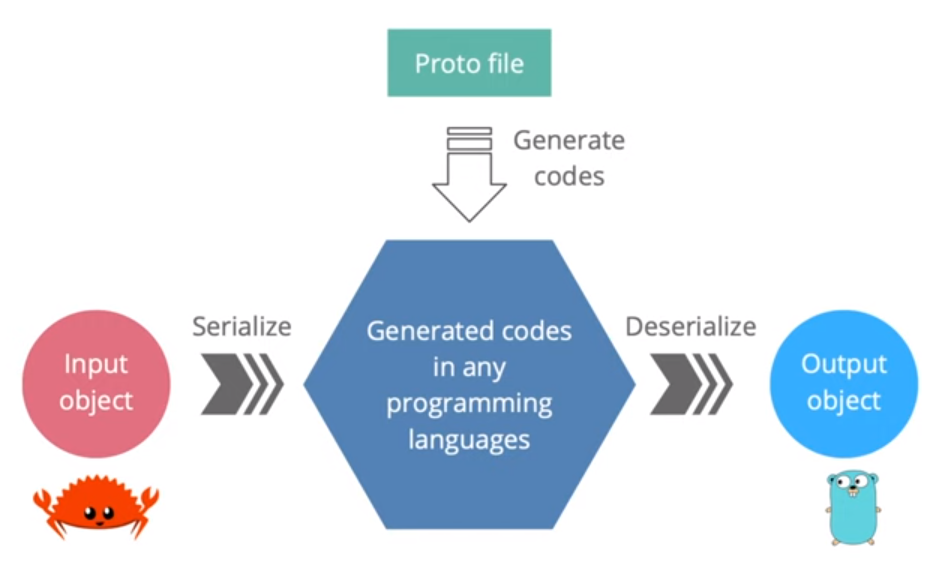 Proto file
Generate
codes
Serialize
Deserialize
Input
object
Generated codes
in any
programming
languages
Output
object